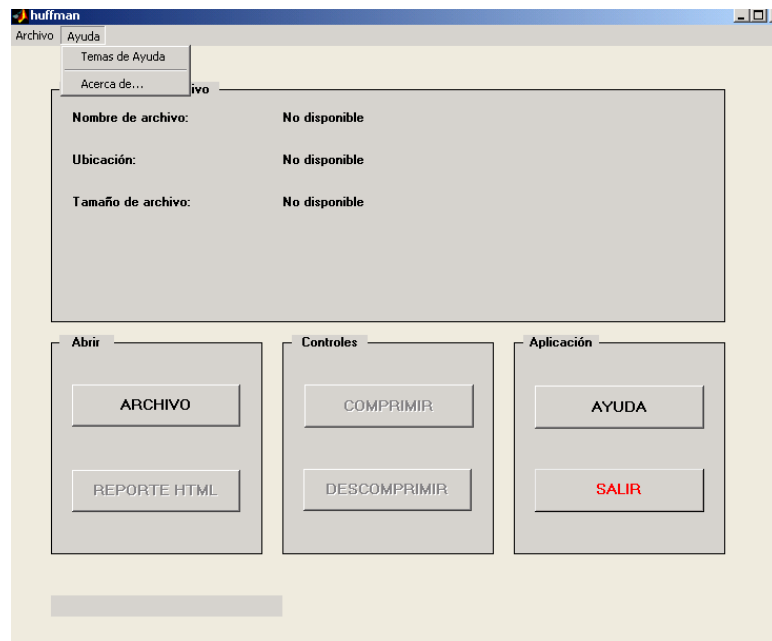 huffman
Archivo Ayuda
Temas de Ayuda
Acerca de...
ivo
Nombre de archivo: No disponible
Ubicación: No disponible
Tamaño de archivo: No disponible
Abrir Controles Aplicación
ARCHIVO COMPRIMIR AYUDA
REPORTE HTML DESCOMPRIMIR SALIR